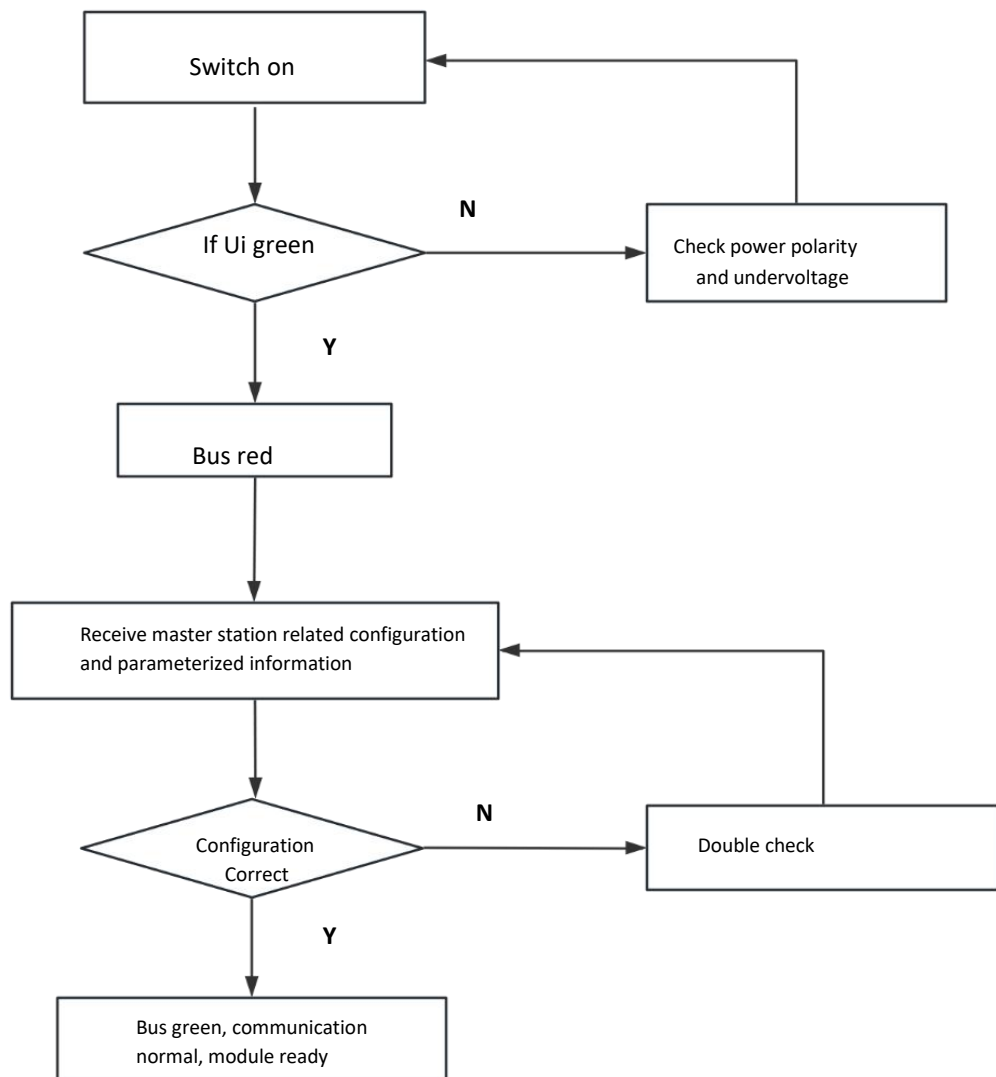 Switch on
If Ui green
N
Check power polarity
and undervoltage
Y
Bus red
Receive master station related configuration
and parameterized information
Configuration
Correct
N
Double check
Y
Bus green, communication
normal, module ready